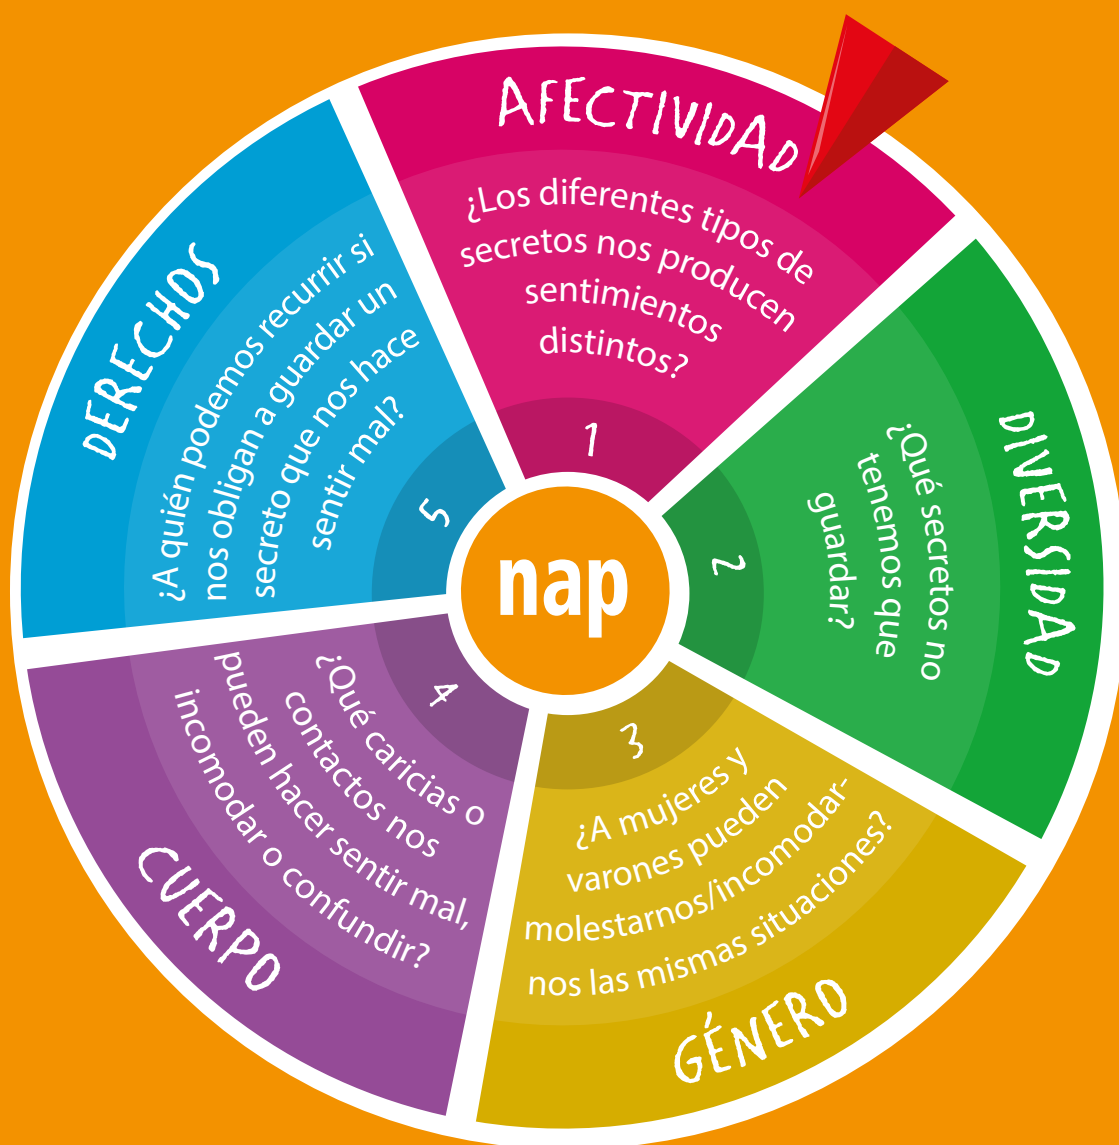 AFECTIVIDAD
¿Los diferentes tipos de
secretos nos producen
sentimientos
distintos?
1
DIVERSIDAD
¿Qué secretos no
tenemos que
guardar?
2
GÉNERO
¿A mujeres y
varones pueden
molestarnos/incomodar-
nos las mismas situaciones?
3
CUERPO
¿Qué caricias o
contactos nos
pueden hacer sentir mal,
incomodar o confundir?
4
DERECHOS
¿A quién podemos recurrir si
nos obligan a guardar un
secreto que nos hace
sentir mal?
5
nap